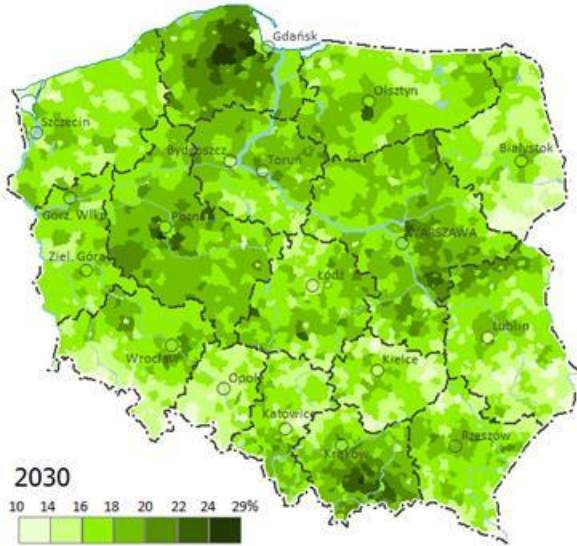 Gdańsk
Olsztyn
Szczecin
Bydgoszcz
Toruń
Białystok
Gorz. Wlkp.
Poznań
WARSZAWA
Ziel. Góra
Łódź
Lublin
Wrocław
Opole
Kielce
Katowice
Kraków
Rzeszów
2030
10 14 16 18 20 22 24 29%